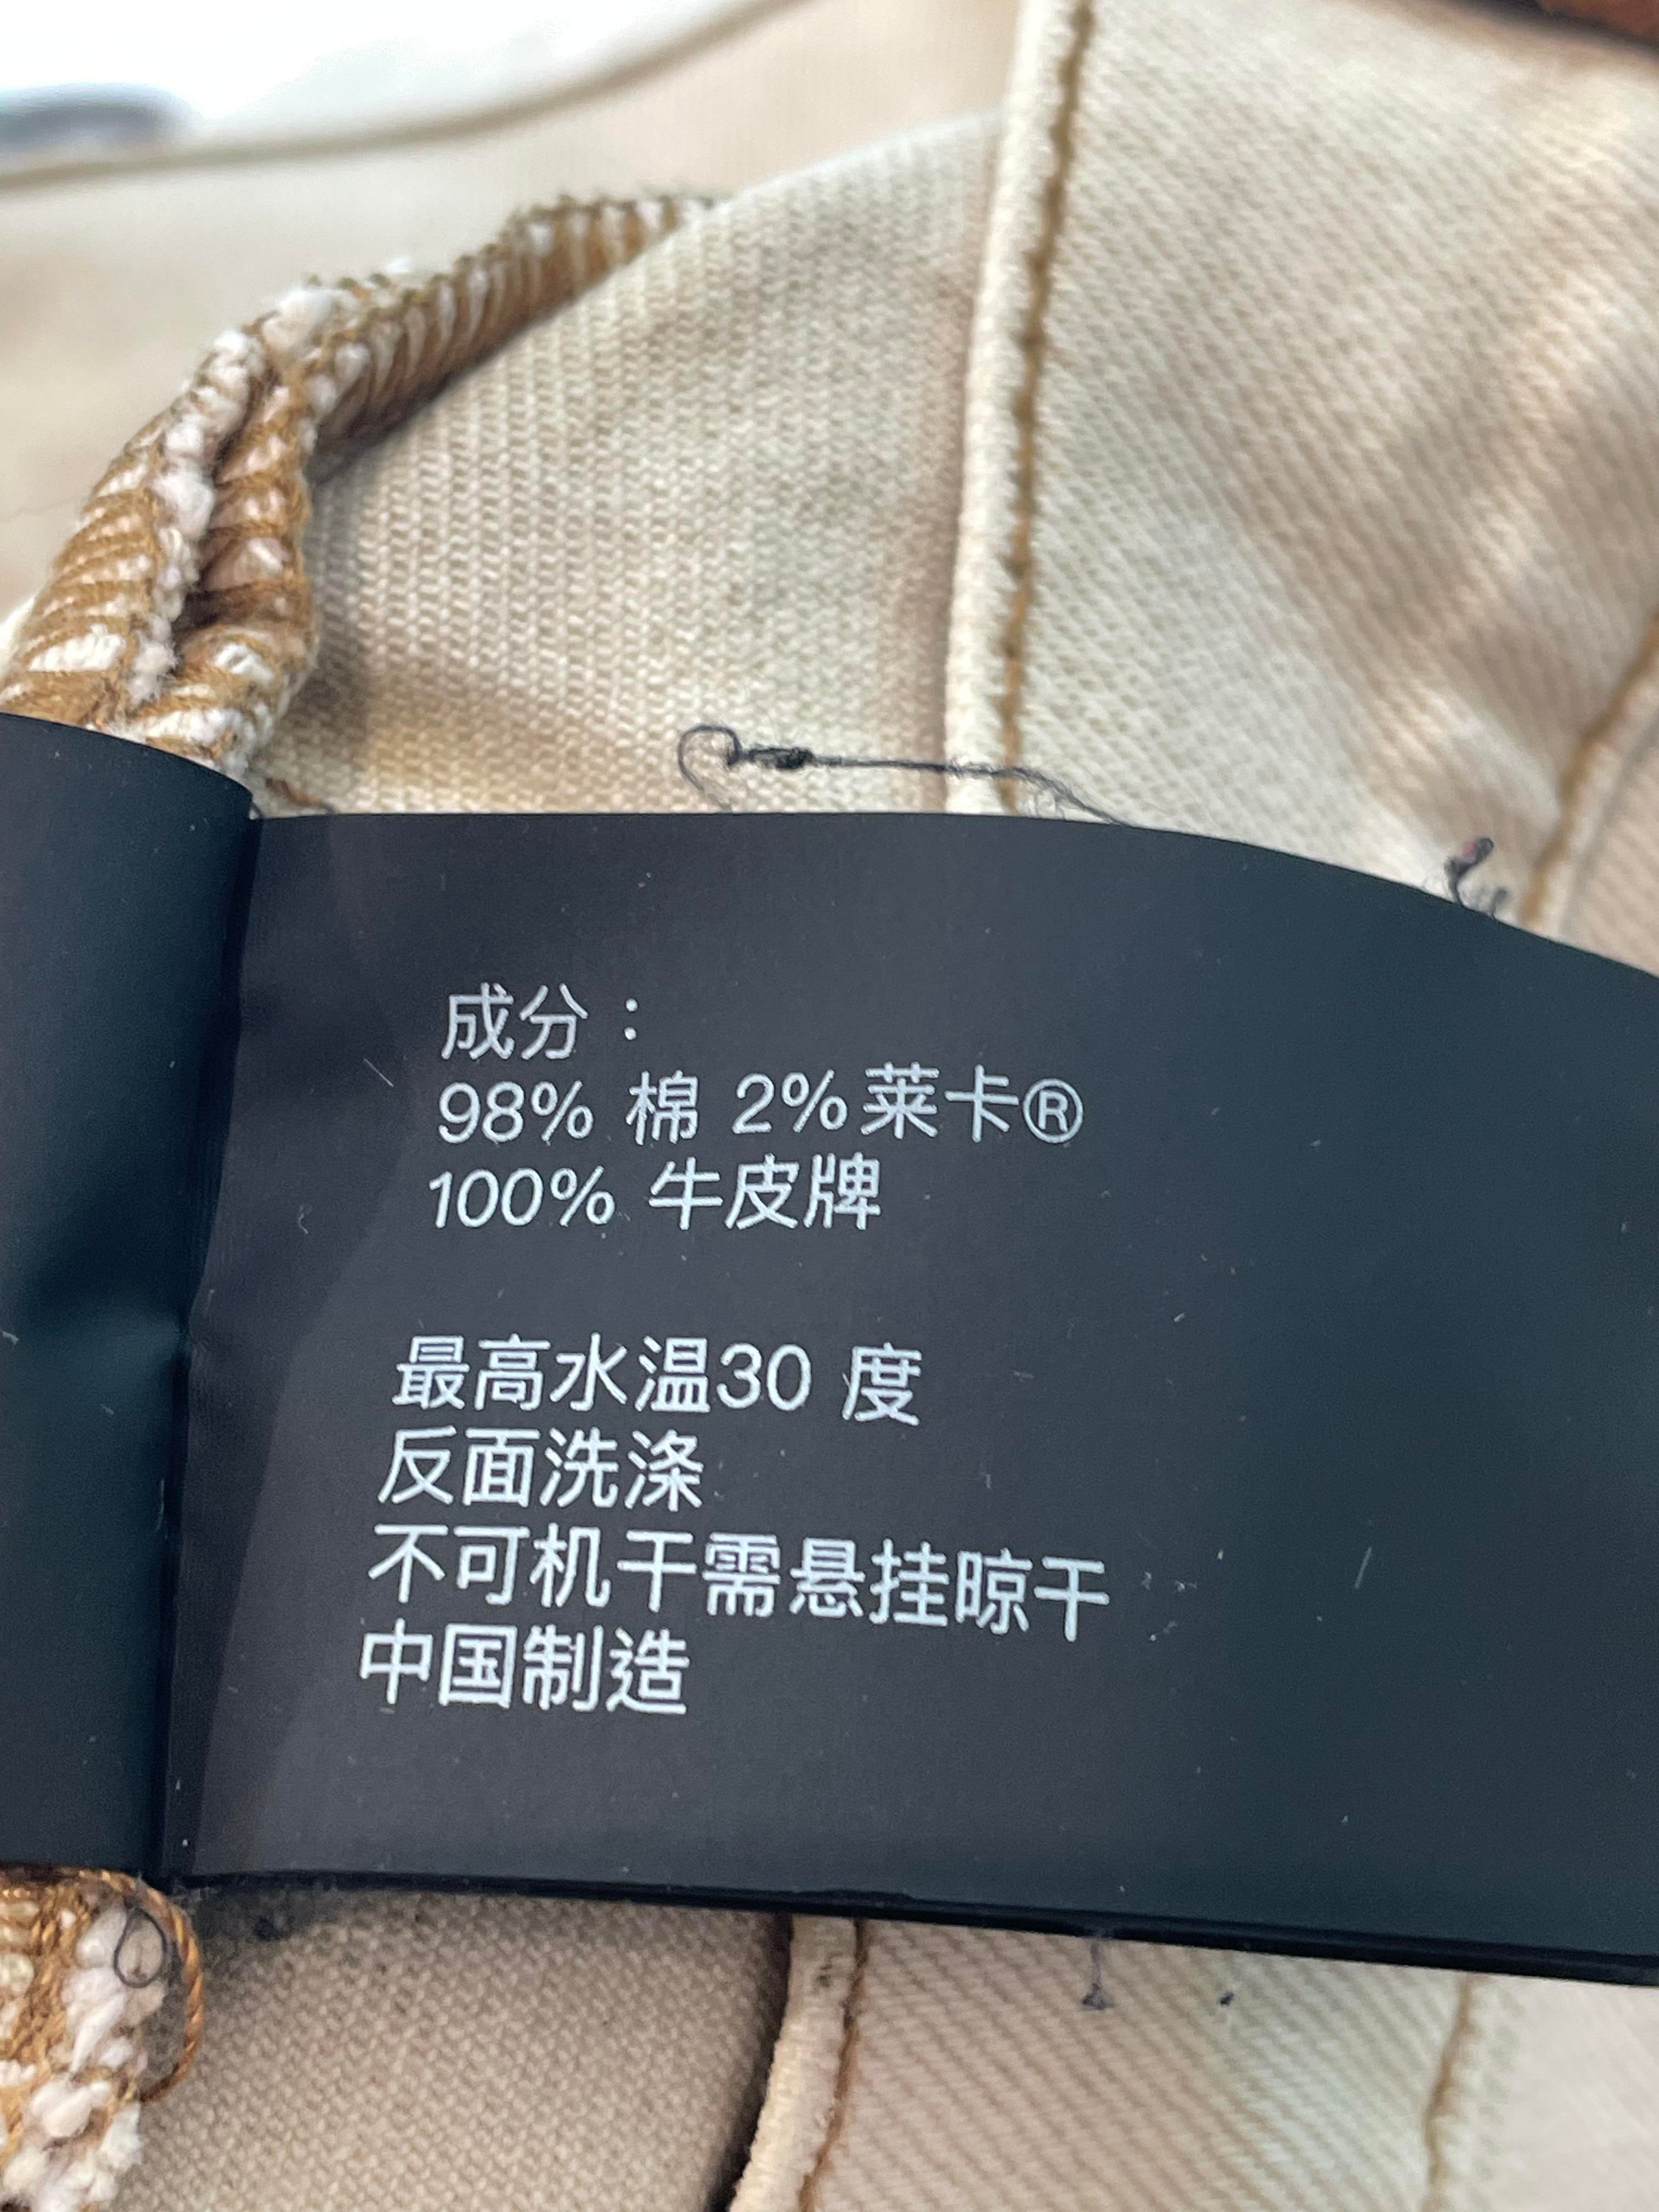 成分：
98% 棉 2%莱卡®
100% 牛皮牌
最高水温30 度
反面洗涤
不可机干需悬挂晾干
中国制造